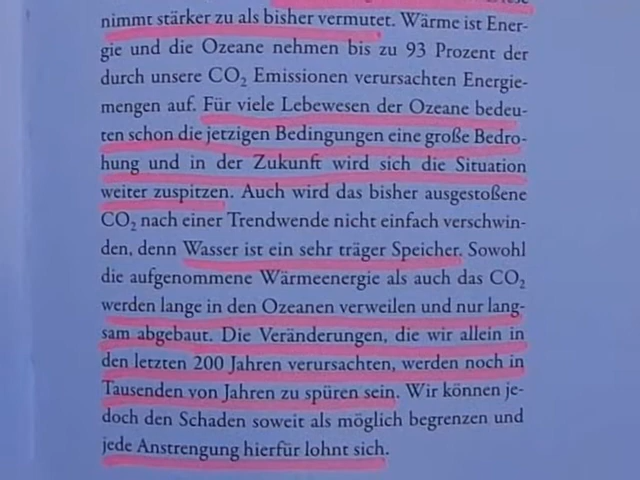 nimmt stärker zu als bisher vermutet. Wärme ist Ener-
gie und die Ozeane nehmen bis zu 93 Prozent der
durch unsere CO₂ Emissionen verursachten Energie-
mengen auf. Für viele Lebewesen der Ozeane bedeu-
ten schon die jetzigen Bedingungen eine große Bedro-
hung und in der Zukunft wird sich die Situation
weiter zuspitzen. Auch wird das bisher ausgestoßene
CO₂ nach einer Trendwende nicht einfach verschwin-
den, denn Wasser ist ein sehr träger Speicher. Sowohl
die aufgenommene Wärmeenergie als auch das CO₂
werden lange in den Ozeanen verweilen und nur lang-
sam abgebaut. Die Veränderungen, die wir allein in
den letzten 200 Jahren verursachten, werden noch in
Tausenden von Jahren zu spüren sein. Wir können je-
doch den Schaden soweit als möglich begrenzen und
jede Anstrengung hierfür lohnt sich.